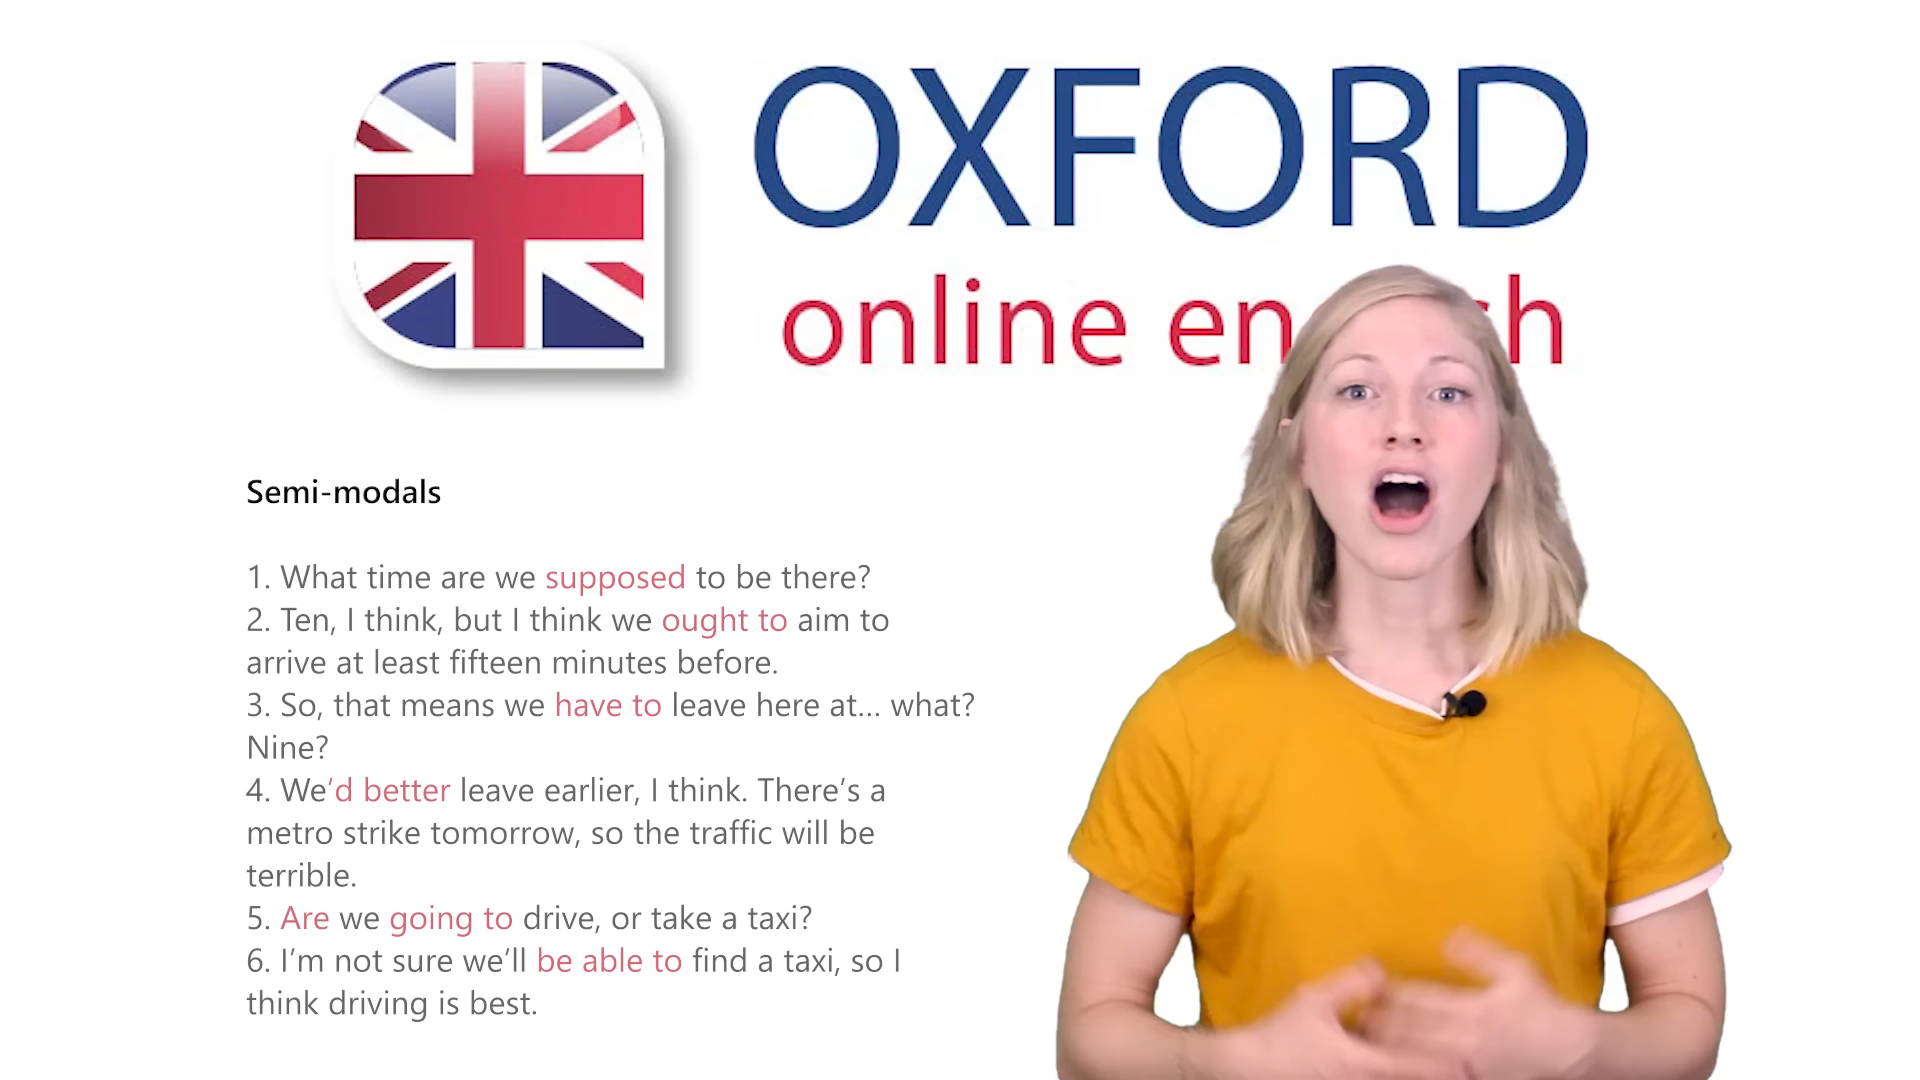 OXFORD
online
Semi-modals
1. What time are we supposed to be there?
2. Ten, I think, but I think we ought to aim to
arrive at least fifteen minutes before.
3. So, that means we have to leave here at... what?
Nine?
4. We’d better leave earlier, I think. There’s a
metro strike tomorrow, so the traffic will be
terrible.
5. Are we going to drive, or take a taxi?
6. I’m not sure we’ll be able to find a taxi, so I
think driving is best.